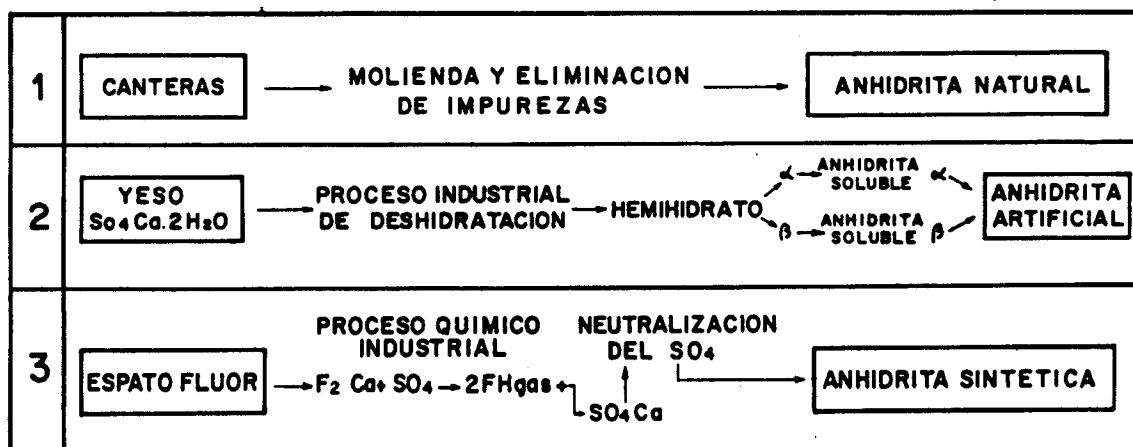 1
CANTERAS
MOLIENDA Y ELIMINACION
DE IMPUREZAS
ANHIDRITA NATURAL
2
YESO
So4 Ca.2H2O
PROCESO INDUSTRIAL
DE DESHIDRATACION
HEMIHIDRATO
α ANHIDRITA SOLUBLE α
β ANHIDRITA SOLUBLE β
ANHIDRITA
ARTIFICIAL
3
ESPATO FLUOR
PROCESO QUIMICO
INDUSTRIAL
F2 Ca+ SO4 → 2FHgas +
SO4Ca
NEUTRALIZACION
DEL SO4
ANHIDRITA SINTETICA